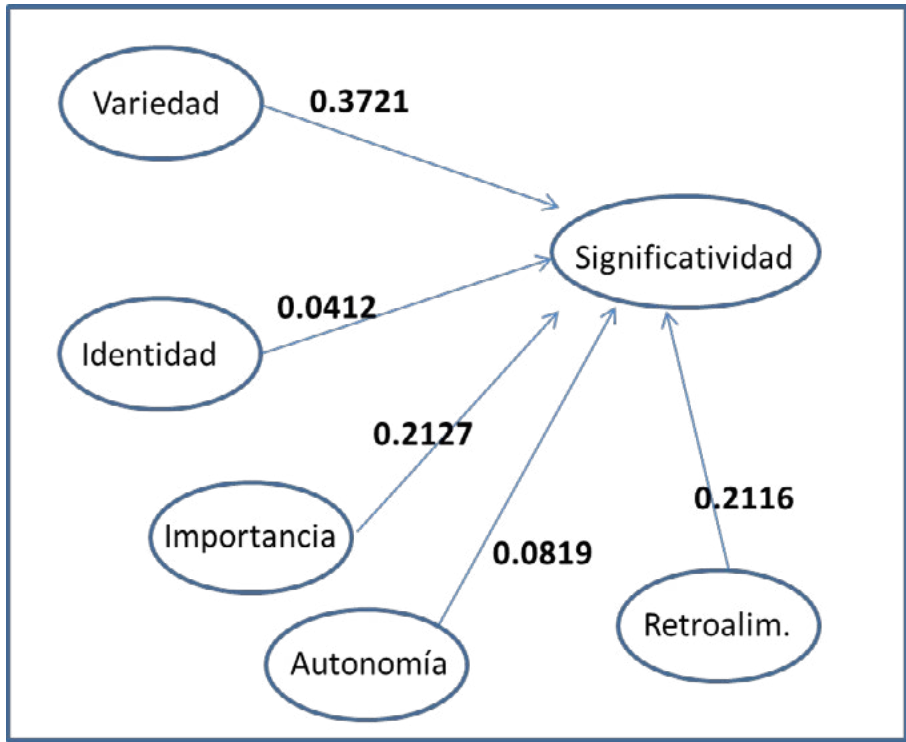 Variedad
0.3721
Significatividad
0.0412
Identidad
0.2127
Importancia
0.2116
0.0819
Retroalim.
Autonomía